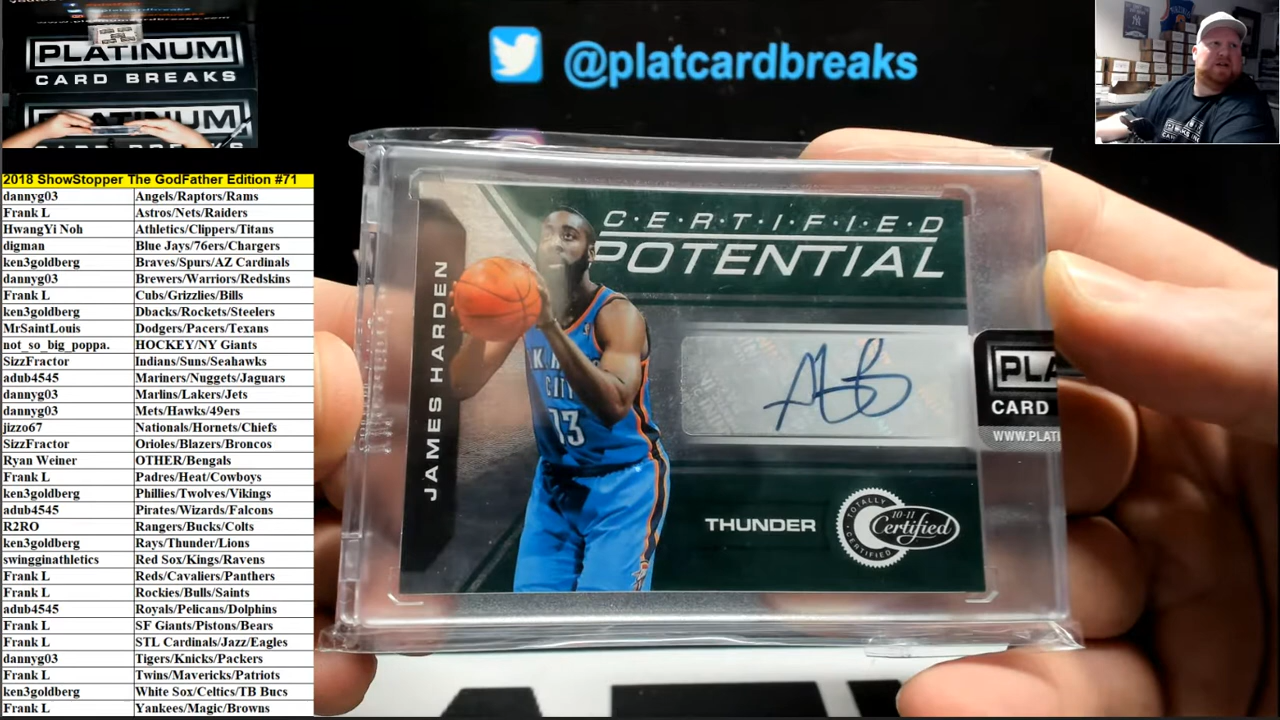 PLATINUM
CARD BREAKS
PLATINUM
@platcardbreaks
2018 ShowStopper The GodFather Edition #71
dannyg03 Angels/Raptors/Rams
Frank L Astros/Nets/Raiders
HwangYi Noh Athletics/Clippers/Titans
digman Blue Jays/76ers/Chargers
ken3goldberg Braves/Spurs/AZ Cardinals
dannyg03 Brewers/Warriors/Redskins
Frank L Cubs/Grizzlies/Bills
ken3goldberg Dbacks/Rockets/Steelers
MrSaintLouis Dodgers/Pacers/Texans
not_so_big_poppa. HOCKEY/NY Giants
SizzFractor Indians/Suns/Seahawks
adub4545 Mariners/Nuggets/Jaguars
dannyg03 Marlins/Lakers/Jets
dannyg03 Mets/Hawks/49ers
jizzo67 Nationals/Hornets/Chiefs
SizzFractor Orioles/Blazers/Broncos
Ryan Weiner OTHER/Bengals
Frank L Padres/Heat/Cowboys
ken3goldberg Phillies/Twolves/Vikings
adub4545 Pirates/Wizards/Falcons
R2RO Rangers/Bucks/Colts
ken3goldberg Rays/Thunder/Lions
swingginathletics Red Sox/Kings/Ravens
Frank L Reds/Cavaliers/Panthers
Frank L Rockies/Bulls/Saints
adub4545 Royals/Pelicans/Dolphins
Frank L SF Giants/Pistons/Bears
Frank L STL Cardinals/Jazz/Eagles
dannyg03 Tigers/Knicks/Packers
Frank L Twins/Mavericks/Patriots
ken3goldberg White Sox/Celtics/TB Bucs
Frank L Yankees/Magic/Browns
C·E·R·T·I·F·I·E·D
POTENTIAL
JAMES HARDEN
13
THUNDER
TOTALLY
10-11
Certified
CERTIFIED
PLA
CARD
WWW.PLATI